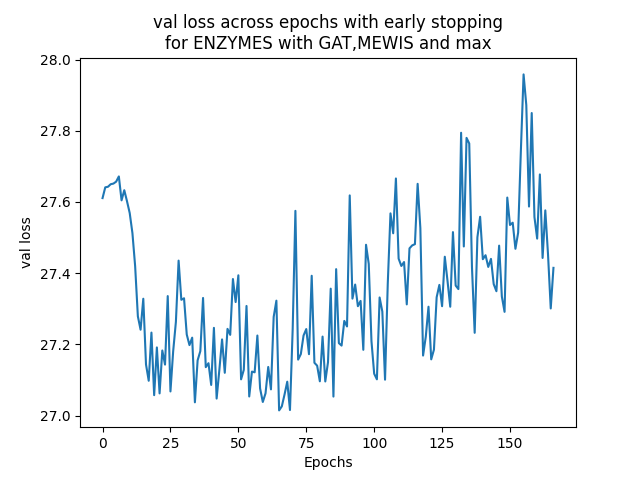 val loss across epochs with early stopping
for ENZYMES with GAT,MEWIS and max
28.0
27.8
27.6
27.4
27.2
27.0
val loss
0 25 50 75 100 125 150
Epochs